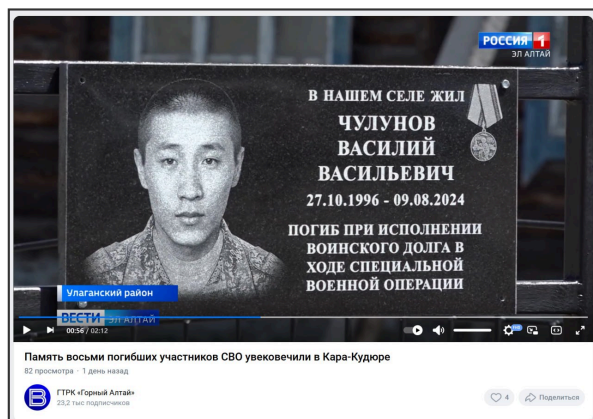 РОССИЯ 1
ЭЛ АЛТАЙ
В НАШЕМ СЕЛЕ ЖИЛ
ЧУЛУНОВ
ВАСИЛИЙ
ВАСИЛЬЕВИЧ
27.10.1996 - 09.08.2024
ПОГИБ ПРИ ИСПОЛНЕНИИ
ВОИНСКОГО ДОЛГА В
ХОДЕ СПЕЦИАЛЬНОЙ
ВОЕННОЙ ОПЕРАЦИИ
Улаганский район
ВЕСТИ ЭЛ АЛТАЙ
00:56 / 02:12
Память восьми погибших участников СВО увековечили в Кара-Кудюре
82 просмотра · 1 день назад
ГТРК «Горный Алтай»
23,2 тыс подписчиков
4
Поделиться